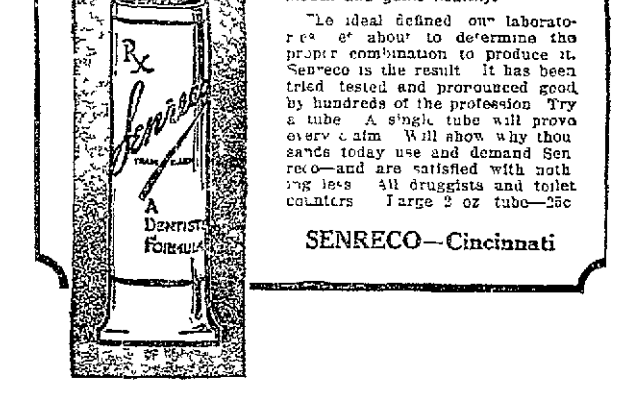 The ideal defined our laborato-
ries set about to determine the
proper combination to produce it.
Senreco is the result It has been
tried tested and pronounced good
by hundreds of the profession Try
a tube A single tube will prove
every claim Will show why thou
sands today use and demand Sen
reco—and are satisfied with noth
ing less All druggists and toilet
counters Large 2 oz tube—25c
SENRECO—Cincinnati
Rx
Senreco
TRADE MARK
A
DENTIST'S
FORMULA